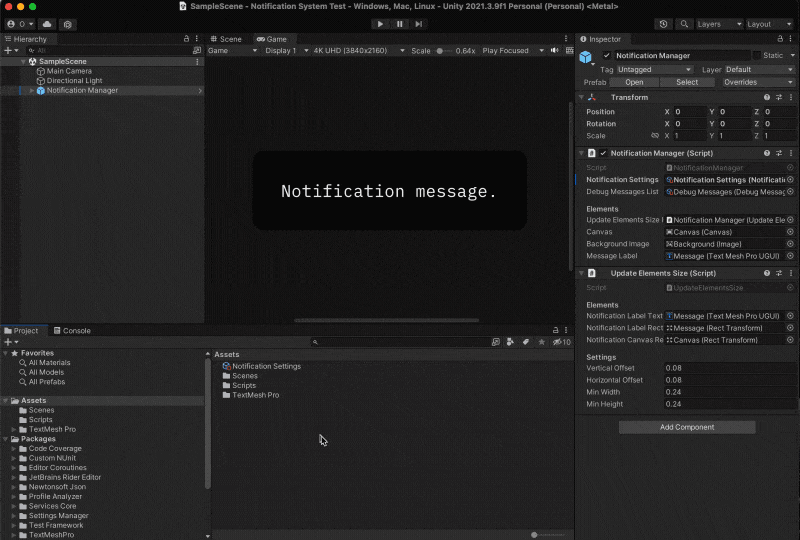 SampleScene - Notification System Test - Windows, Mac, Linux - Unity 2021.3.9f1 Personal (Personal) <Metal>
O
Layers
Layout
Hierarchy
All
SampleScene
Main Camera
Directional Light
Notification Manager
Scene
Game
Game
Display 1
4K UHD (3840x2160)
Scale
0.64x
Play Focused
Notification message.
Inspector
Notification Manager
Static
Tag
Untagged
Layer
Default
Prefab
Open
Select
Overrides
Transform
Position
X
0
Y
0
Z
0
Rotation
X
0
Y
0
Z
0
Scale
X
1
Y
1
Z
1
Notification Manager (Script)
Script
NotificationManager
Notification Settings
Notification Settings (Notificatio
Debug Messages List
Debug Messages (Debug Messag
Elements
Update Elements Size
Notification Manager (Update Ele
Canvas
Canvas (Canvas)
Background Image
Background (Image)
Message Label
Message (Text Mesh Pro UGUI)
Update Elements Size (Script)
Script
UpdateElementsSize
Elements
Notification Label Text
Message (Text Mesh Pro UGUI)
Notification Label Rect
Message (Rect Transform)
Notification Canvas Re
Canvas (Rect Transform)
Settings
Vertical Offset
0.08
Horizontal Offset
0.08
Min Width
0.24
Min Height
0.24
Add Component
Project
Console
10
Favorites
All Materials
All Models
All Prefabs
Assets
Scenes
Scripts
TextMesh Pro
Packages
Code Coverage
Custom NUnit
Editor Coroutines
JetBrains Rider Editor
Newtonsoft Json
Profile Analyzer
Services Core
Settings Manager
Test Framework
TextMeshPro
Assets
Notification Settings
Scenes
Scripts
TextMesh Pro